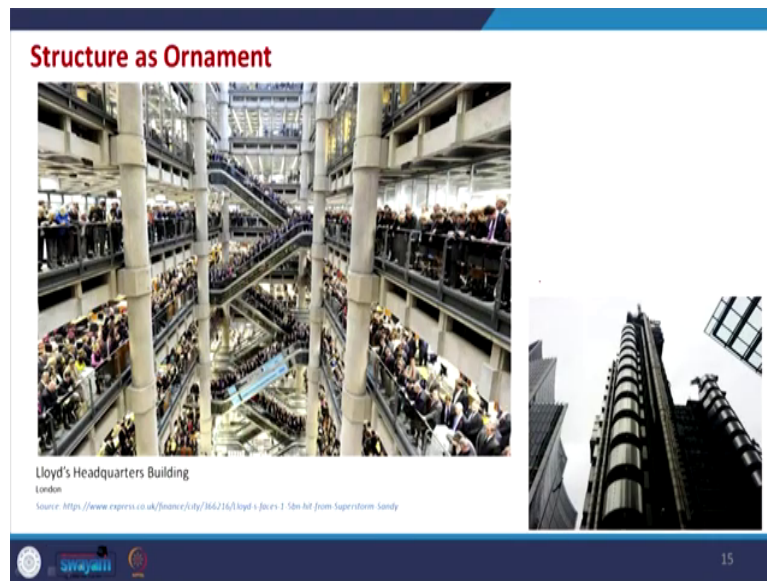 Structure as Ornament
Lloyd's Headquarters Building
London
Source: https://www.express.co.uk/finance/city/366216/Lloyd-s-faces-1-5bn-hit-from-Superstorm-Sandy
swayam
15